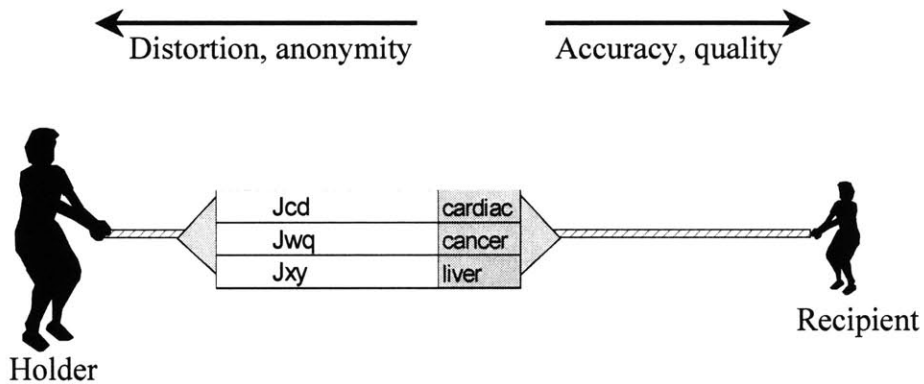 Distortion, anonymity
Accuracy, quality
Jcd cardiac
Jwq cancer
Jxy liver
Holder
Recipient